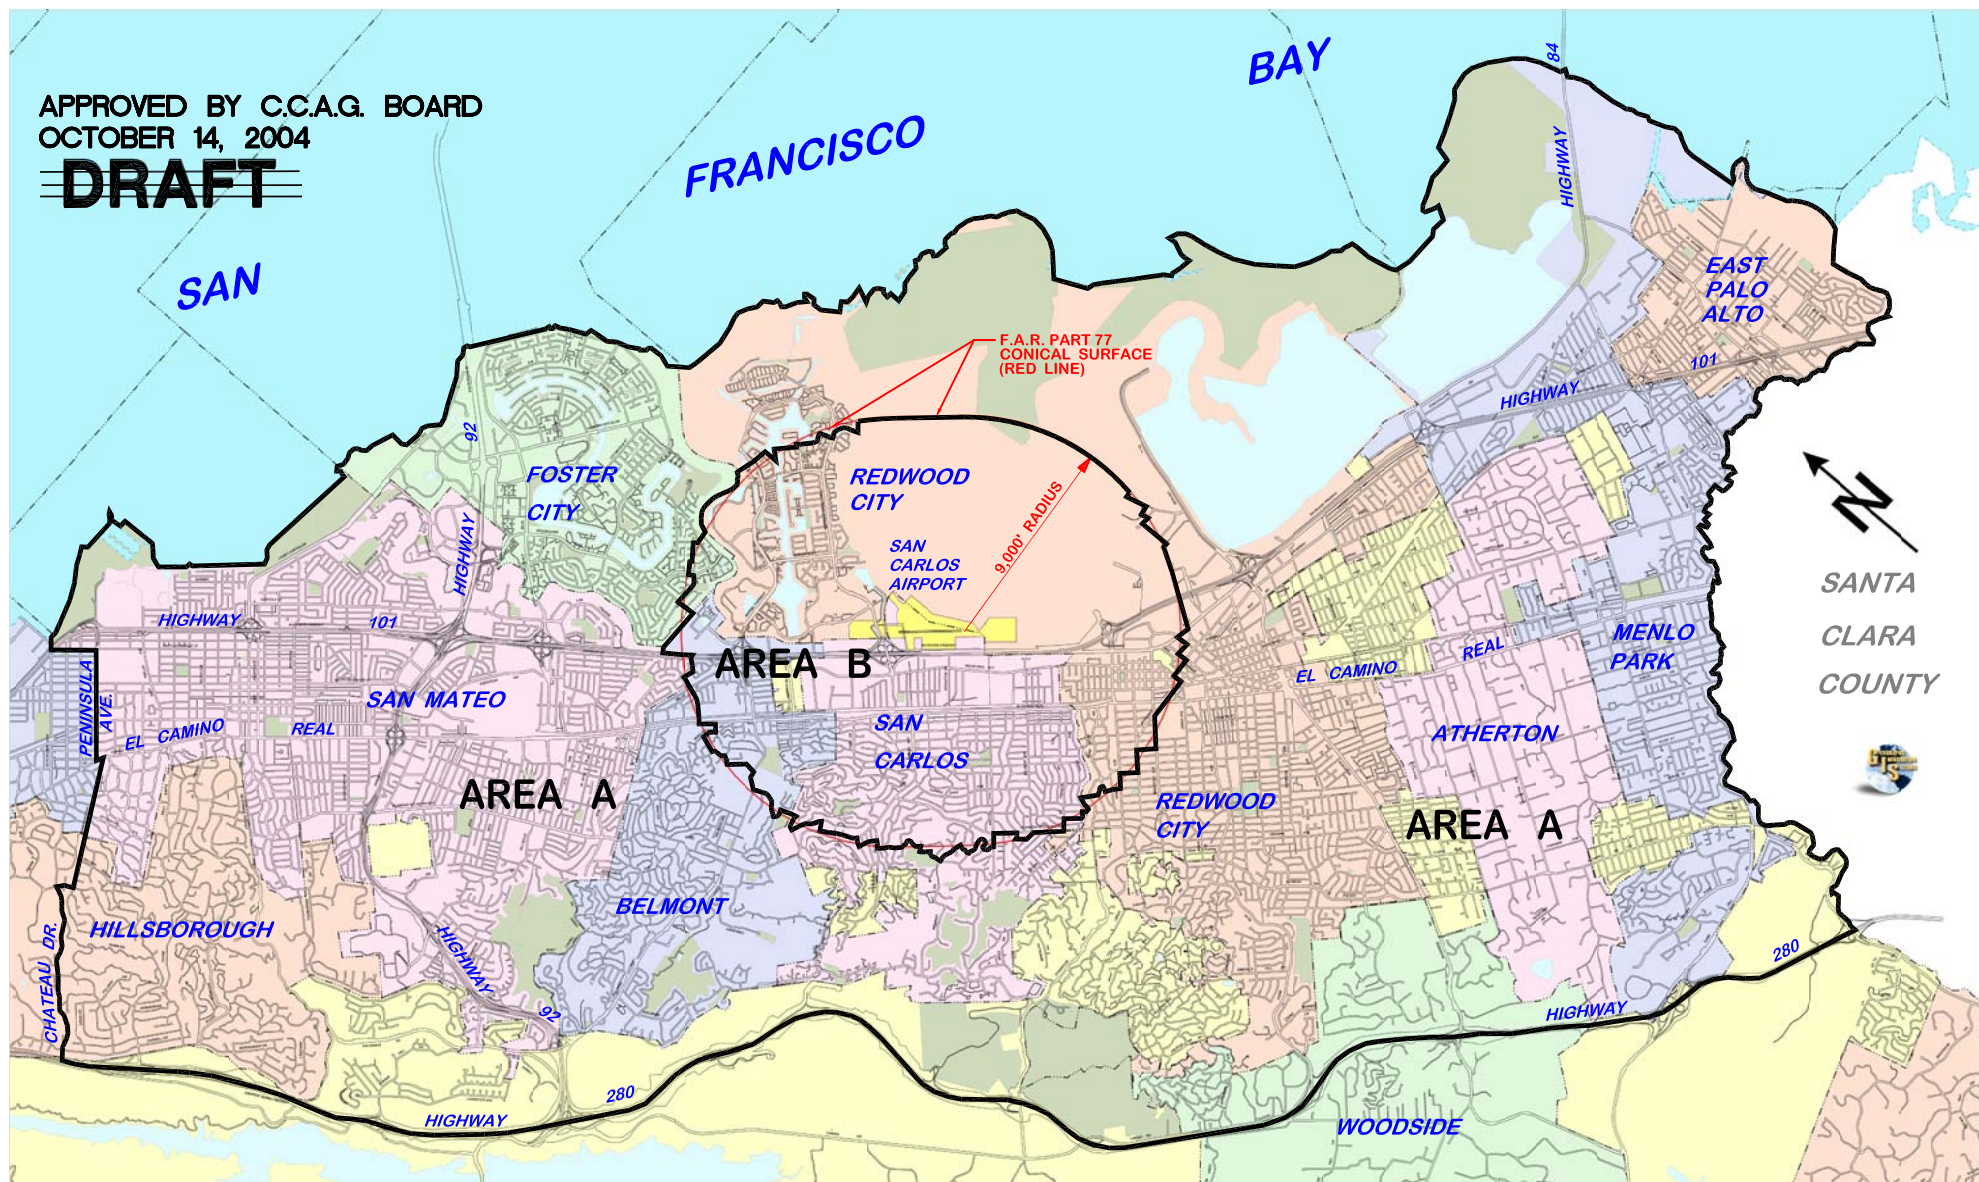 APPROVED BY C.C.A.G. BOARD
OCTOBER 14, 2004
DRAFT
SAN
FRANCISCO
BAY
84
HIGHWAY
EAST
PALO
ALTO
101
HIGHWAY
F.A.R. PART 77
CONICAL SURFACE
(RED LINE)
92
HIGHWAY
FOSTER
CITY
REDWOOD
CITY
9,000' RADIUS
SAN
CARLOS
AIRPORT
N
SANTA
CLARA
COUNTY
HIGHWAY
101
AREA B
MENLO
PARK
EL CAMINO
REAL
PENINSULA
AVE.
SAN MATEO
EL CAMINO
REAL
SAN
CARLOS
ATHERTON
GIS
AREA A
REDWOOD
CITY
AREA A
BELMONT
HILLSBOROUGH
CHATEAU DR.
HIGHWAY
92
280
HIGHWAY
280
HIGHWAY
WOODSIDE